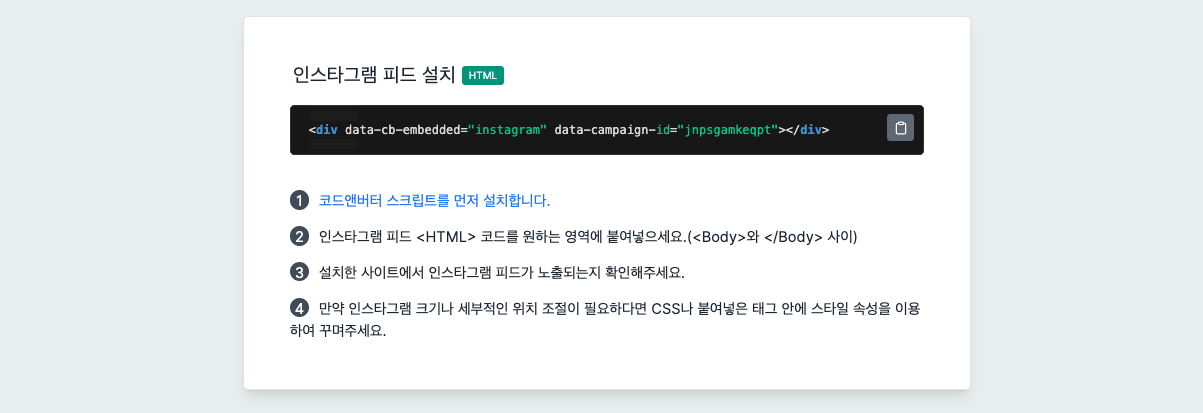 인스타그램 피드 설치 HTML
<div data-cb-embedded="instagram" data-campaign-id="jnpsgamkeqpt"></div>
1 코드앤버터 스크립트를 먼저 설치합니다.
2 인스타그램 피드 <HTML> 코드를 원하는 영역에 붙여넣으세요.(<Body>와 </Body> 사이)
3 설치한 사이트에서 인스타그램 피드가 노출되는지 확인해주세요.
4 만약 인스타그램 크기나 세부적인 위치 조절이 필요하다면 CSS나 붙여넣은 태그 안에 스타일 속성을 이용
하여 꾸며주세요.